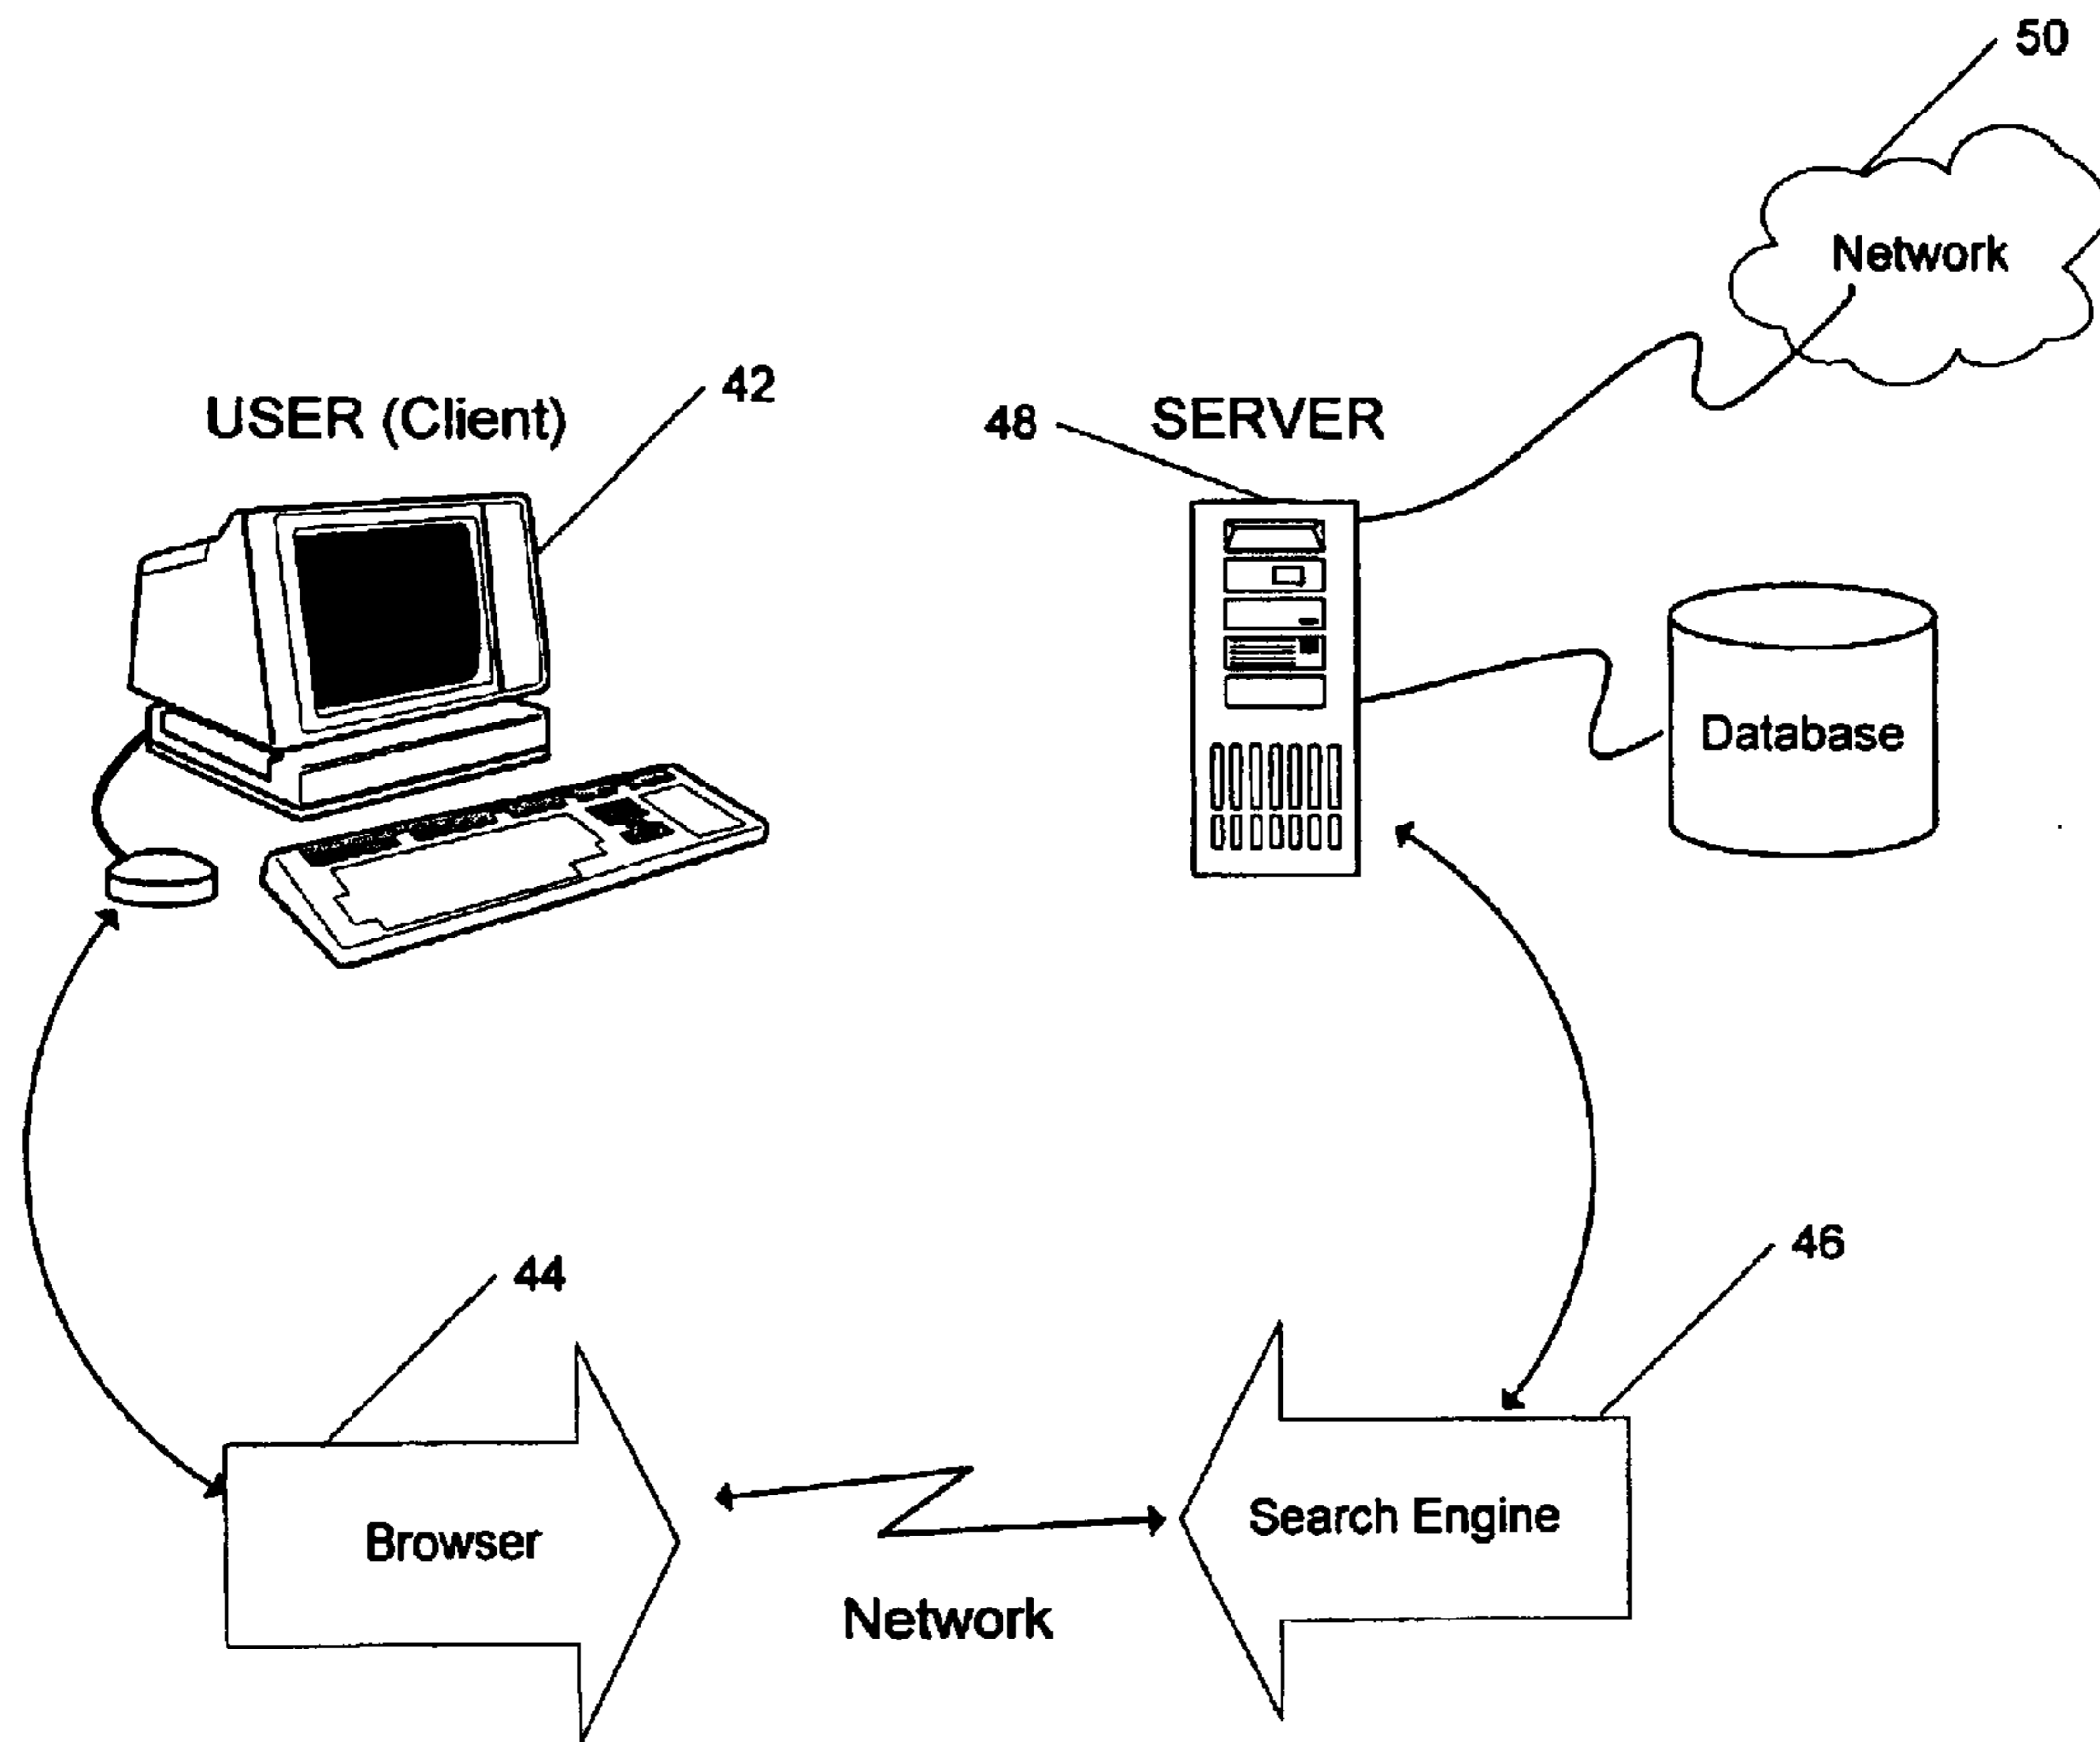 50
Network
42
USER (Client)
48
SERVER
Database
44
46
Browser
Search Engine
Network